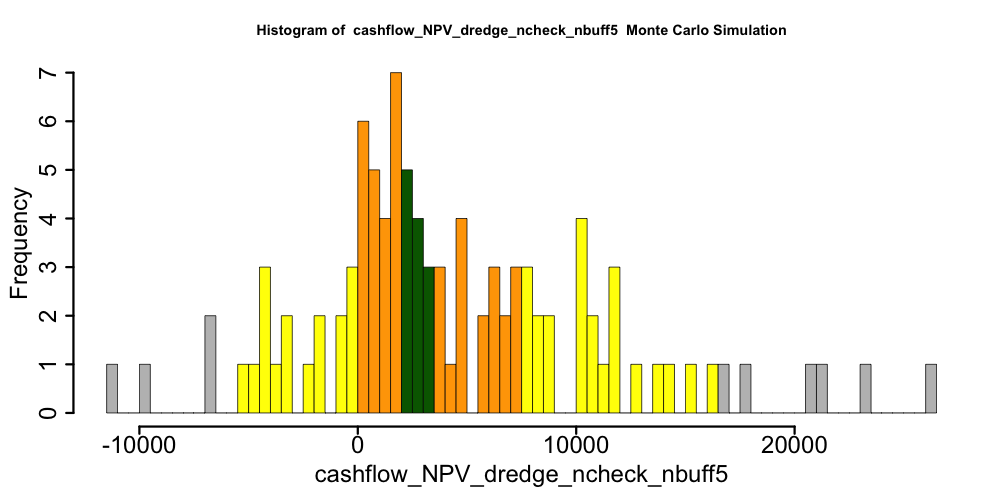 Histogram of  cashflow_NPV_dredge_ncheck_nbuff5  Monte Carlo Simulation
Frequency
7
6
5
4
3
2
1
0
-10000 0 10000 20000
cashflow_NPV_dredge_ncheck_nbuff5